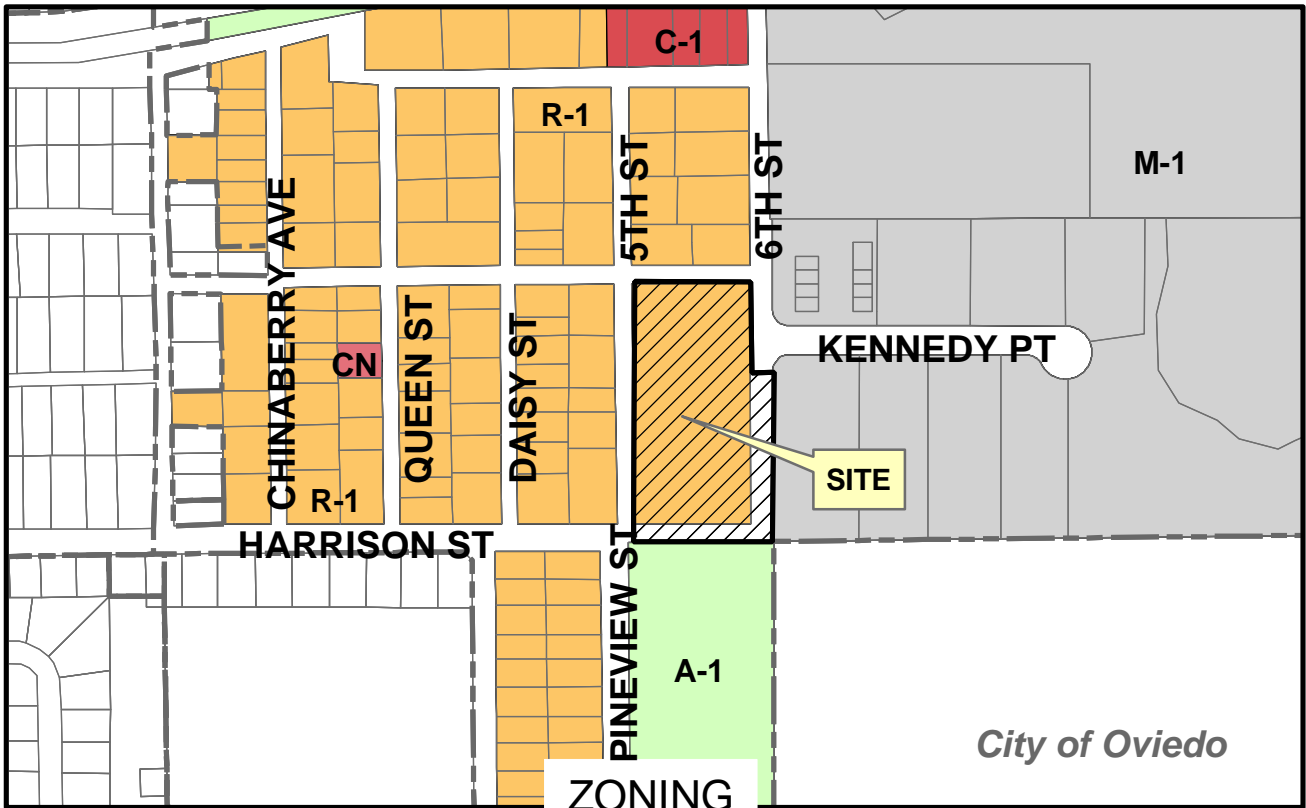 C-1
R-1
M-1
5TH ST
6TH ST
CHINABERRY AVE
KENNEDY PT
CN
QUEEN ST
DAISY ST
SITE
R-1
HARRISON ST
PINEVIEW ST
A-1
City of Oviedo
ZONING